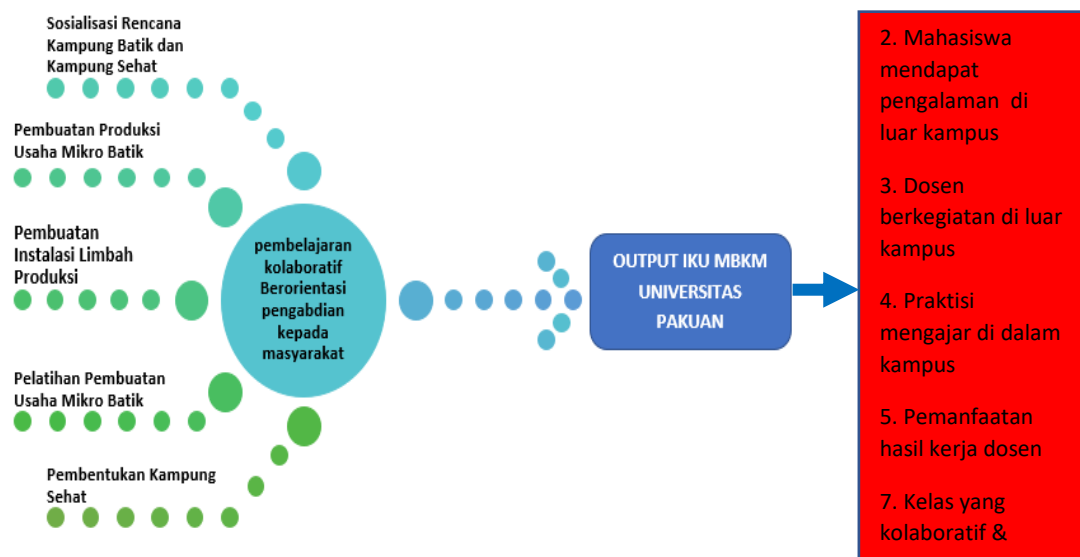 Sosialisasi Rencana
Kampung Batik dan
Kampung Sehat
Pembuatan Produksi
Usaha Mikro Batik
Pembuatan
Instalasi Limbah
Produksi
Pelatihan Pembuatan
Usaha Mikro Batik
Pembentukan Kampung
Sehat
pembelajaran
kolaboratif
Berorientasi
pengabdian
kepada
masyarakat
OUTPUT IKU MBKM
UNIVERSITAS
PAKUAN
2. Mahasiswa
mendapat
pengalaman di
luar kampus
3. Dosen
berkegiatan di luar
kampus
4. Praktisi
mengajar di dalam
kampus
5. Pemanfaatan
hasil kerja dosen
7. Kelas yang
kolaboratif &